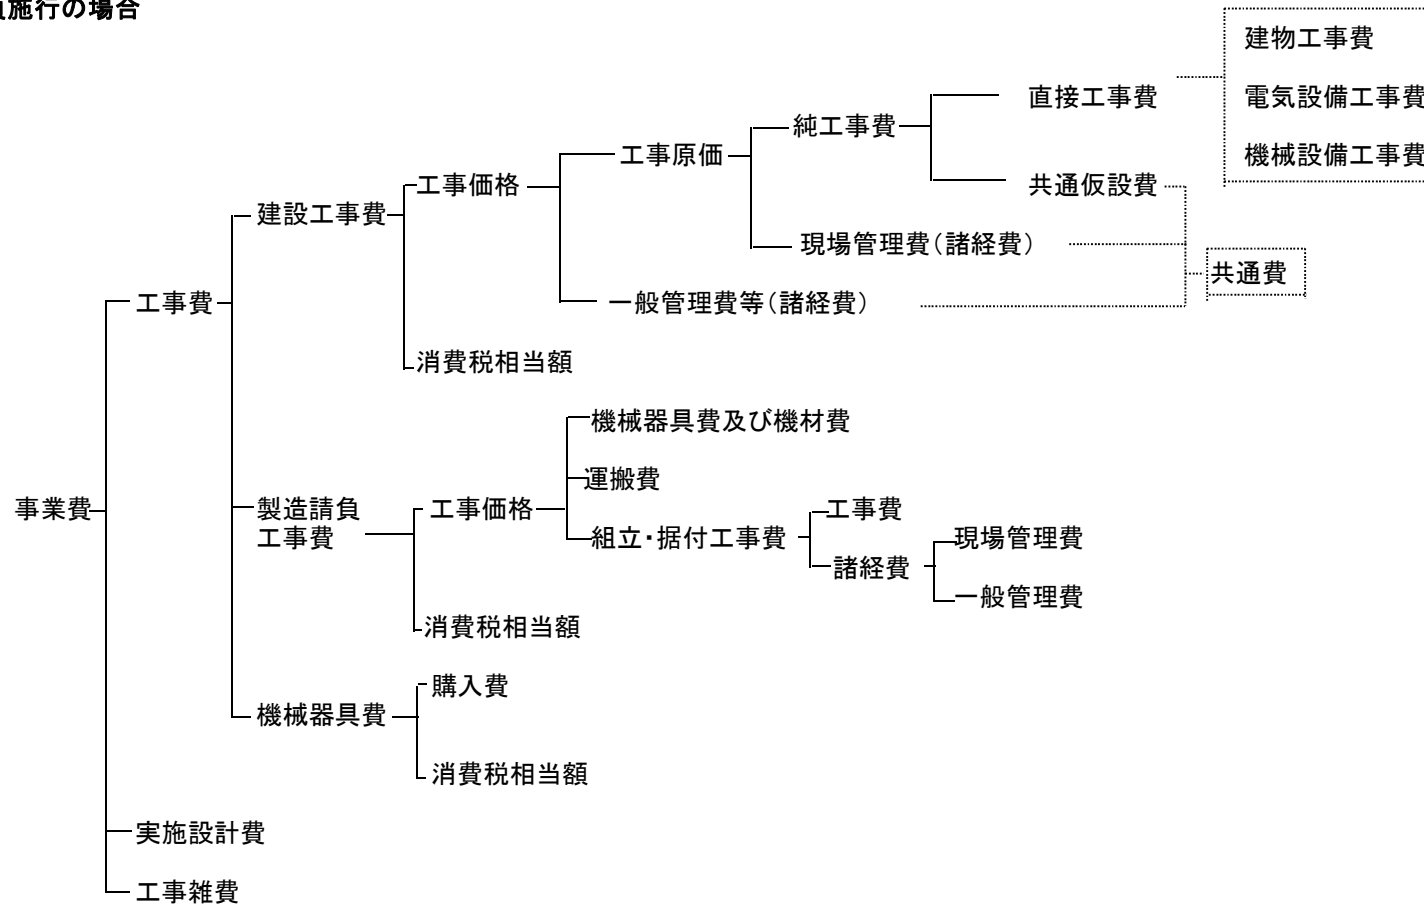 施行の場合
建物工事費
直接工事費
電気設備工事費
純工事費
工事原価
機械設備工事費
工事価格
共通仮設費
建設工事費
現場管理費(諸経費)
共通費
工事費
一般管理費等(諸経費)
消費税相当額
機械器具費及び機材費
運搬費
事業費
製造請負
工事費
工事価格
工事費
組立・据付工事費
現場管理費
諸経費
一般管理費
消費税相当額
購入費
機械器具費
消費税相当額
実施設計費
工事雑費